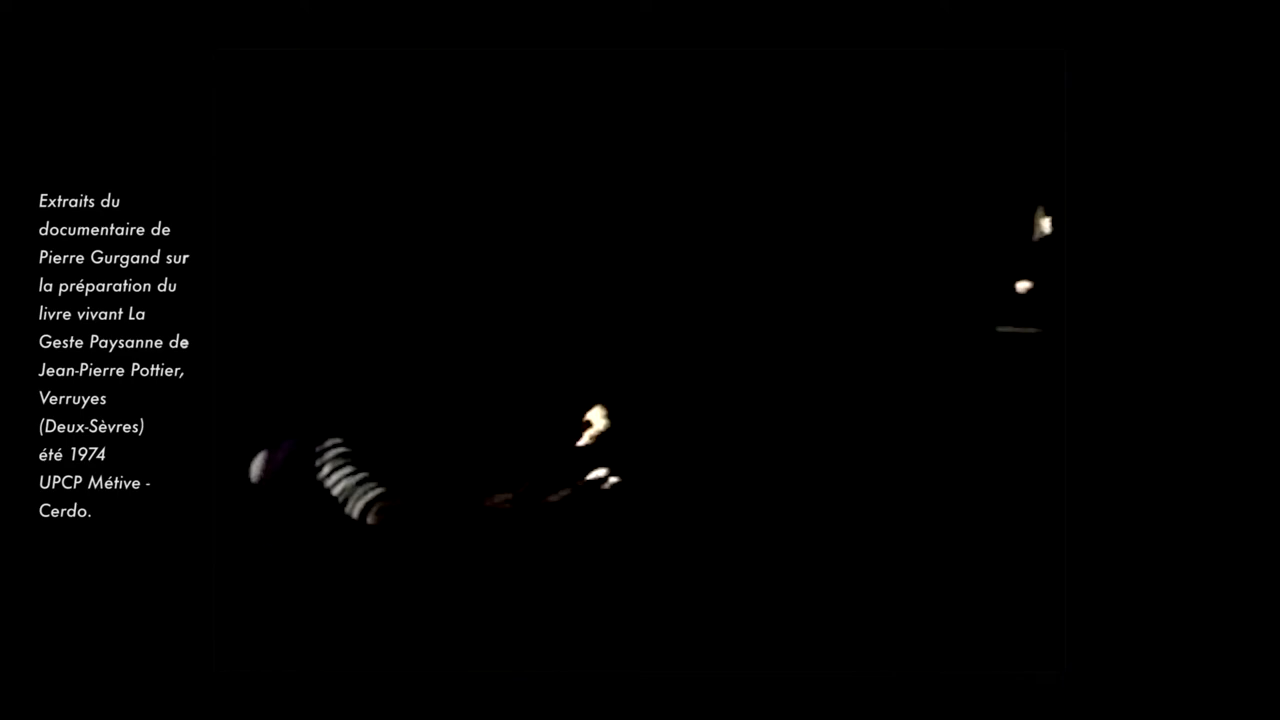 Extraits du
documentaire de
Pierre Gurgand sur
la préparation du
livre vivant La
Geste Paysanne de
Jean-Pierre Pottier,
Verruyes
(Deux-Sèvres)
été 1974
UPCP Métive -
Cerdo.